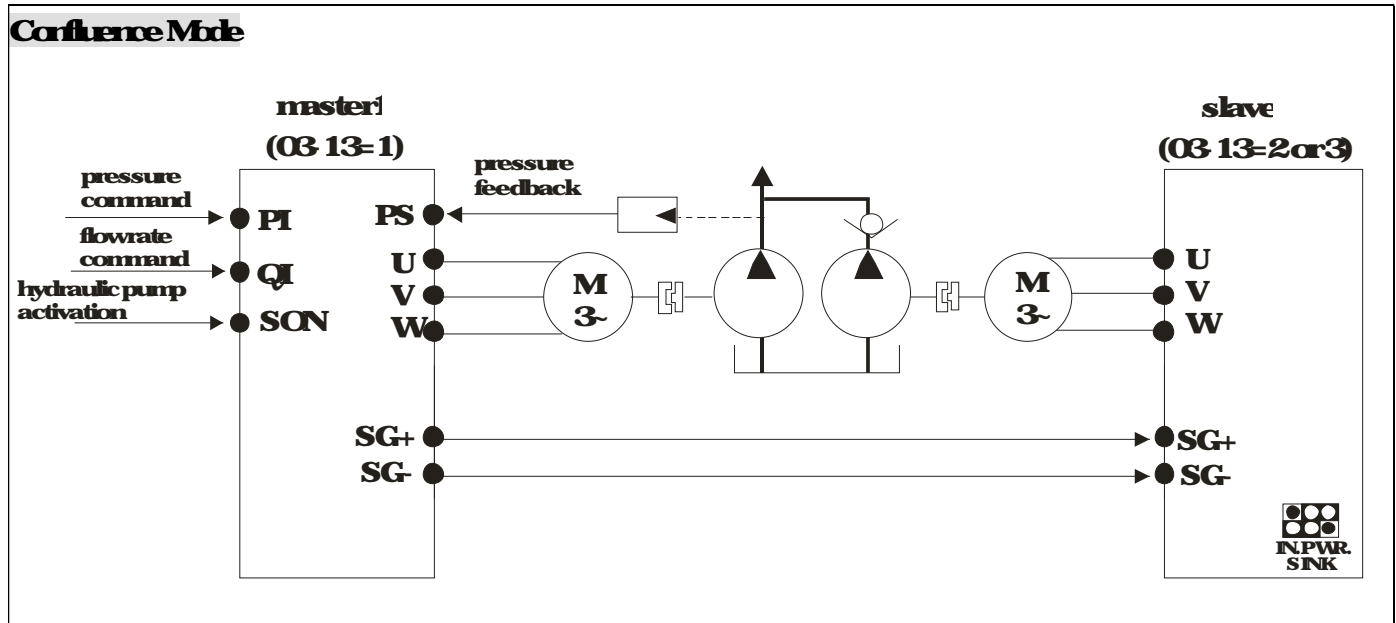 Confluence Mode
master1
(03-13=1)
slave
(03-13=2 or 3)
pressure
command
flowrate
command
hydraulic pump
activation
PI
QI
SON
PS
U
V
W
SG+
SG-
pressure
feedback
M
3~
M
3~
U
V
W
SG+
SG-
IN.PWR.
SINK